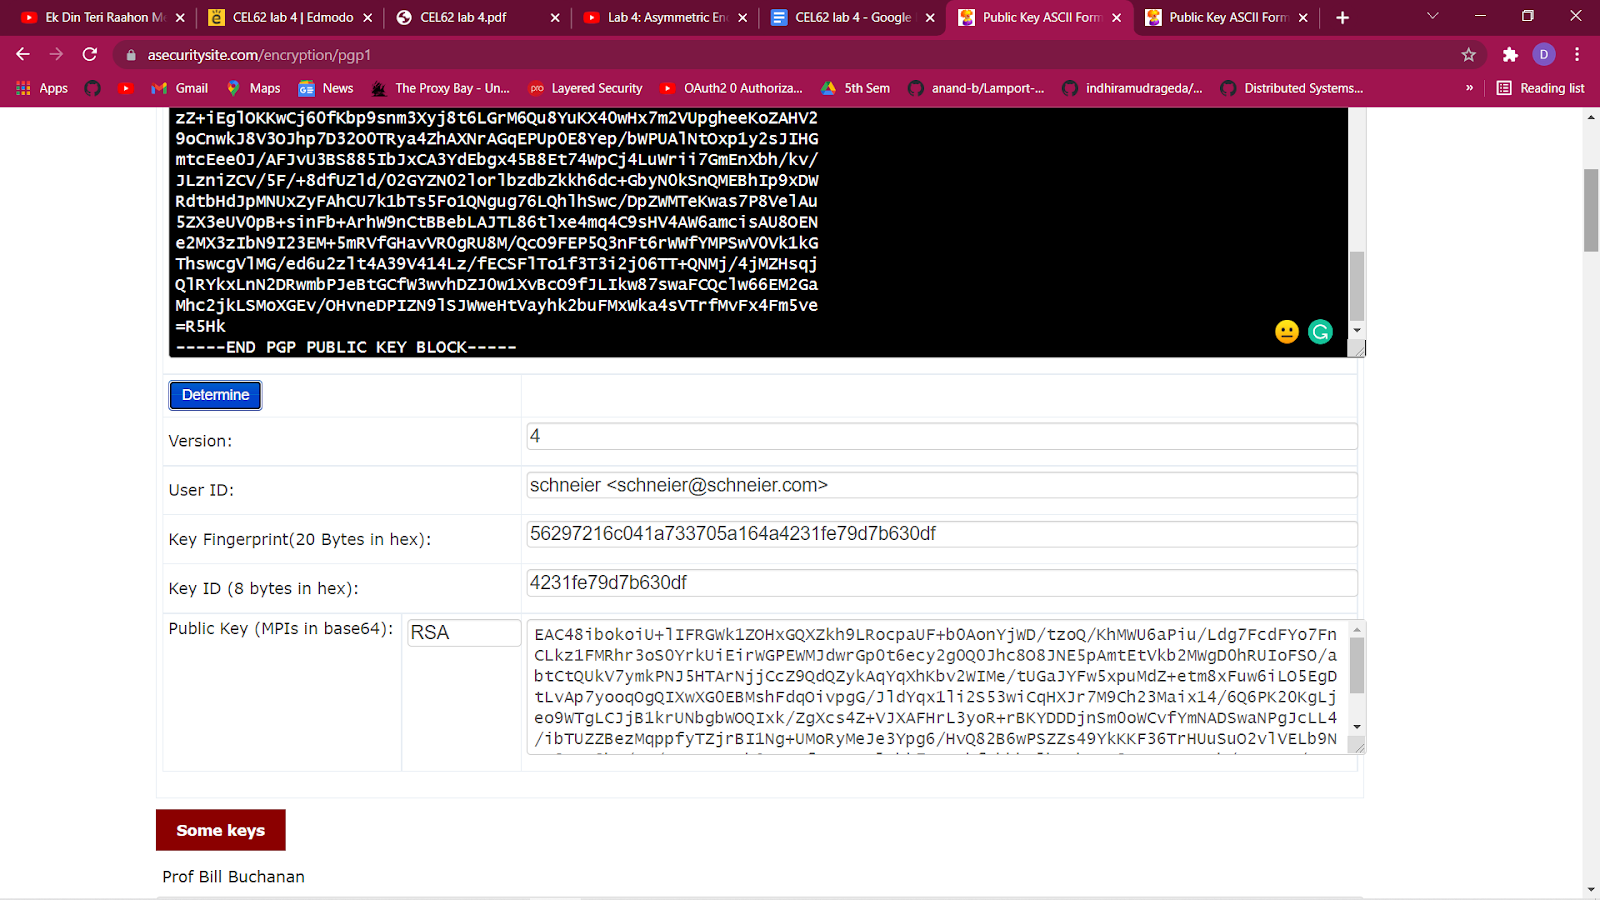 Ek Din Teri Raahon M
CEL62 lab 4 | Edmodo
CEL62 lab 4.pdf
Lab 4: Asymmetric En
CEL62 lab 4 - Google
Public Key ASCII Form
Public Key ASCII Form
asecuritysite.com/encryption/pgp1
D
Apps
Gmail
Maps
News
The Proxy Bay - Un...
Layered Security
OAuth2 0 Authoriza...
5th Sem
anand-b/Lamport-...
indhiramudrageda/...
Distributed Systems...
»
Reading list
zZ+iEglOKKwCj6OfKbp9snm3Xyj8t6LGrM6Qu8YuKX4OwHx7m2VUpgheeKoZAHV2
9oCnwkJ8V3OJhp7D32O0TRya4ZhAXNrAGqEPUpOE8Yep/bWPUAlNtOxp1y2sJIHG
mtcEee0J/AFJvU3BS885IbJxCA3YdEbgx45B8Et74WpCj4LuWrii7GmEnXbh/kv/
JLzniZCV/5F/+8dfUZld/O2GYZNO2lorlbzdbZkkh6dc+GbyNOkSnQMEBhIp9xDW
RdtbHdJpMNUxZyFAhCU7k1bTs5Fo1QNgug76LQhlhSwc/DpZWMTeKwas7P8VelAu
5ZX3eUVOpB+sinFb+ArhW9nCtBBebLAJTL86tlxe4mq4C9sHV4AW6amcisAU8OEN
e2MX3zIbN9I23EM+5mRVfGHavvVR0gRU8M/QcO9FEP5Q3nFt6rWWfYMPSwVOVk1kG
ThswcgVlMG/ed6u2zlt4A39V414Lz/fECSFlTo1f3T3i2jO6TT+QNMj/4jMZHsqj
QlRYkxLnN2DRwmbPJeBtGCfW3wvhDZJOw1XvBcO9fJLIkw87swaFCQclw66EM2Ga
Mhc2jkLSMoXGEv/OHvneDPIZN9lSJWweHtVayhk2buFMxWka4sVTrfMvFx4Fm5ve
=R5Hk
-----END PGP PUBLIC KEY BLOCK-----
Determine
Version:
4
User ID:
schneier <schneier@schneier.com>
Key Fingerprint(20 Bytes in hex):
56297216c041a733705a164a4231fe79d7b630df
Key ID (8 bytes in hex):
4231fe79d7b630df
Public Key (MPIs in base64):
RSA
EAC48ibokoiU+lIFRGWk1ZOHxGQXZkh9LRocpaUF+bOAonYjWD/tzoQ/KhMWU6aPiu/Ldg7FcdFYo7Fn
CLkz1FMRhr3oSOYrkUiEirWGPEWMJdwrGpOt6ecy2gOQOJhc8O8JNE5pAmtEtVkb2MWgDOhRUIoFSO/a
btCtQUkV7ymkPNJ5HTArNjjCcZ9QdQZykAqYqXhKbv2WIMe/tUGaJYFw5xpuMdZ+etm8xFuw6iLO5EgD
tLvAp7yooqOgQIXwXGOEBMshFdqOivpgG/JldYqx1li2S53wiCqHXJr7M9Ch23Maix14/6Q6PK2OKgLj
eo9WTgLCJjB1krUNbgbWOQIxk/ZgXcs4Z+VJXAFHrL3yoR+rBKYDDDjnSmOoWCvfYmNADSwaNPgJcLL4
/ibTUZZBezMqppfyTZjrBI1Ng+UMoRyMeJe3Ypg6/HvQ82B6wPSZZs49YkKKF36TrHUuSuO2vlVELb9N
Some keys
Prof Bill Buchanan